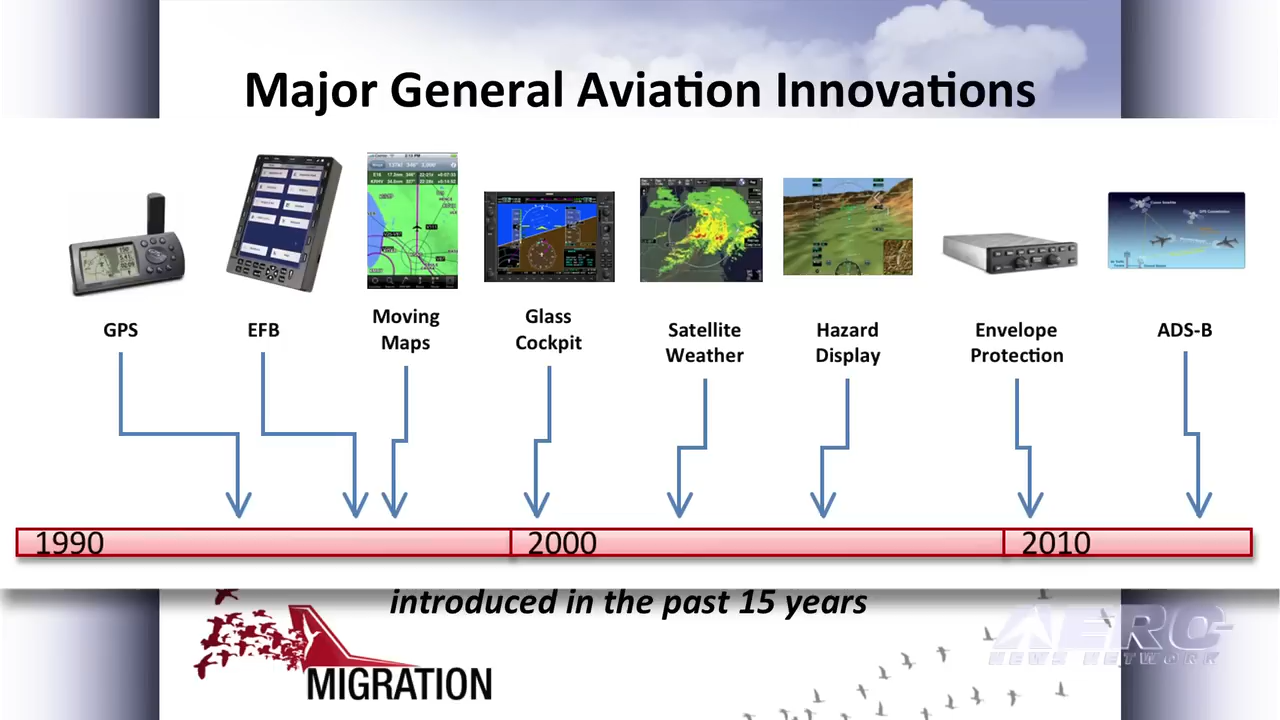 Major General Aviation Innovations
GPS
EFB
Moving
Maps
Glass
Cockpit
Satellite
Weather
Hazard
Display
Envelope
Protection
ADS-B
1990
2000
2010
introduced in the past 15 years
MIGRATION
AERO
NEWS NETWORK